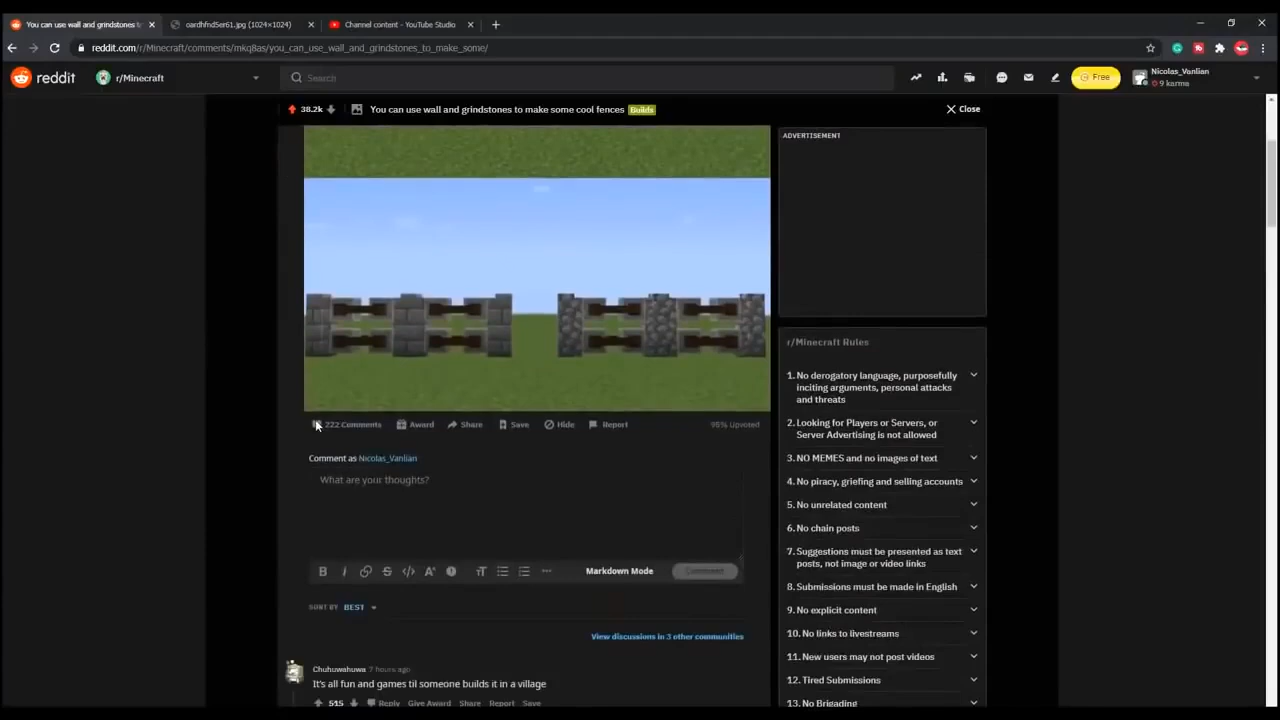 You can use wall and grindstones to
oardhfnd5er61.jpg (1024×1024)
Channel content - YouTube Studio
reddit.com/r/Minecraft/comments/mkq8as/you_can_use_wall_and_grindstones_to_make_some/
reddit
r/Minecraft
Search
Free
Nicolas_Vanlian
9 karma
38.2k
You can use wall and grindstones to make some cool fences Builds
Close
ADVERTISEMENT
222 Comments Award Share Save Hide Report
95% Upvoted
Comment as Nicolas_Vanlian
What are your thoughts?
B i Markdown Mode Comment
SORT BY BEST
View discussions in 3 other communities
Chuhuwahuwa 7 hours ago
It's all fun and games til someone builds it in a village
515 Reply Give Award Share Report Save
r/Minecraft Rules
1. No derogatory language, purposefully
inciting arguments, personal attacks
and threats
2. Looking for Players or Servers, or
Server Advertising is not allowed
3. NO MEMES and no images of text
4. No piracy, griefing and selling accounts
5. No unrelated content
6. No chain posts
7. Suggestions must be presented as text
posts, not image or video links
8. Submissions must be made in English
9. No explicit content
10. No links to livestreams
11. New users may not post videos
12. Tired Submissions
13. No Brigading